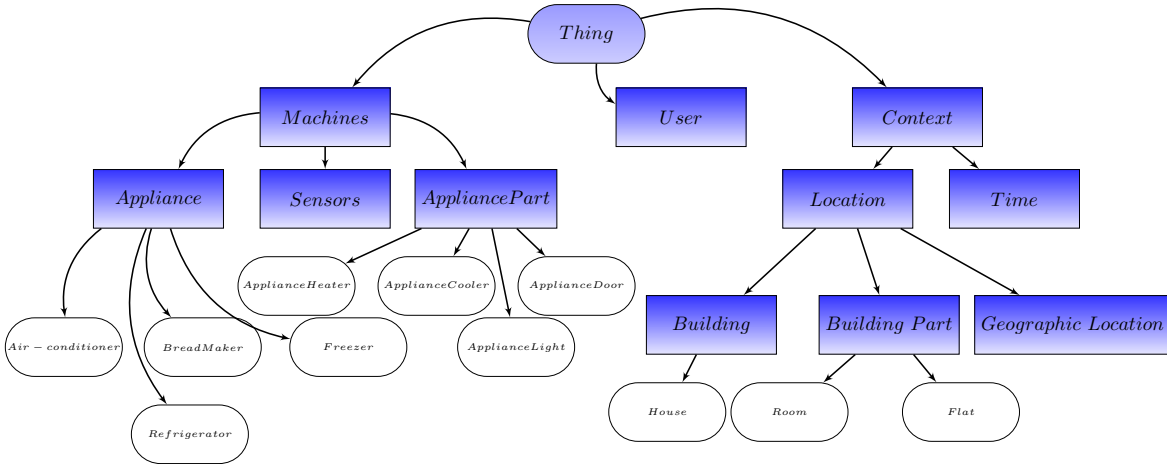 Thing
Machines
User
Context
Appliance
Sensors
AppliancePart
Location
Time
ApplianceHeater
ApplianceCooler
ApplianceDoor
Building
Building Part
Geographic Location
Air − conditioner
BreadMaker
Freezer
ApplianceLight
House
Room
Flat
Refrigerator